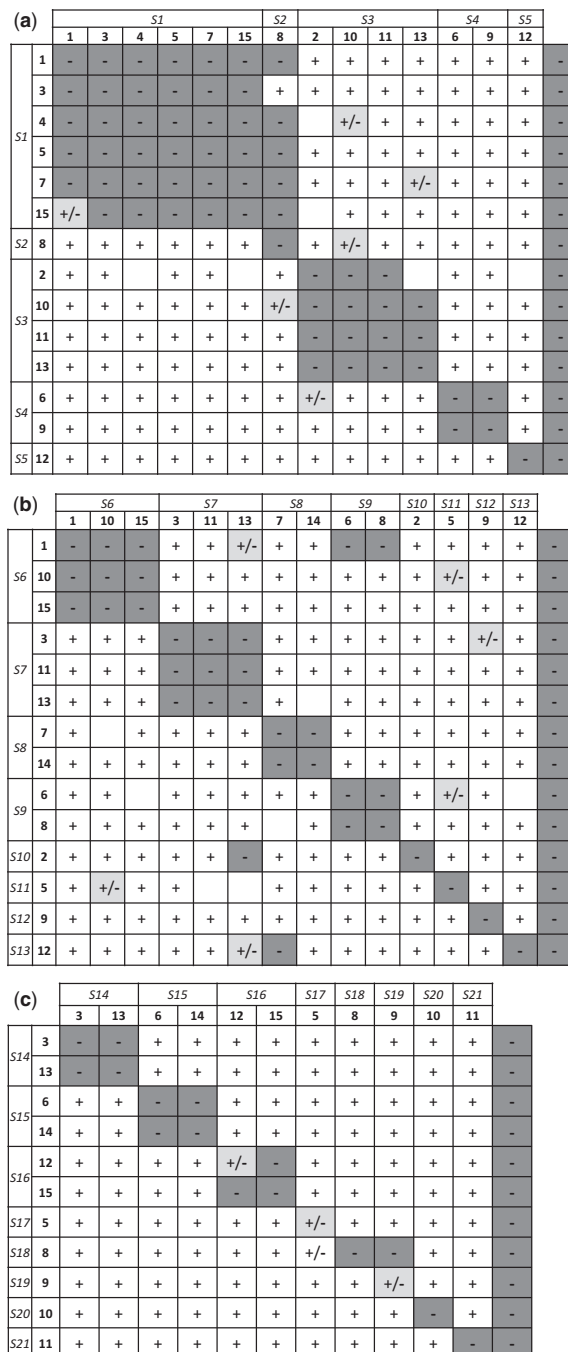 (a) S1 S2 S3 S4 S5
1 3 4 5 7 15 8 2 10 11 13 6 9 12
1 - - - - - - - + + + + + + + -
3 - - - - - - + + + + + + + + -
S1 4 - - - - - - - + +/- + + + + + -
5 - - - - - - - + + + + + + + -
7 - - - - - - - + + + +/- + + + -
15 +/- - - - - - - + + + + + + -
S2 8 + + + + + + - + +/- + + + + + -
2 + + + + + - - - + + -
S3 10 + + + + + + +/- - - - - + + + -
11 + + + + + + + - - - - + + + -
13 + + + + + + + - - - - + + + -
S4 6 + + + + + + + +/- + + + - - + -
9 + + + + + + + + + + + - - + -
S5 12 + + + + + + + + + + + + + - -
(b) S6 S7 S8 S9 S10 S11 S12 S13
1 10 15 3 11 13 7 14 6 8 2 5 9 12
1 - - - + + +/- + + - - + + + + -
S6 10 - - - + + + + + + + + +/- + + -
15 - - - + + + + + + + + + + + -
3 + + + - - - + + + + + + +/- + -
S7 11 + + + - - - + + + + + + + + -
13 + + + - - - + + + + + + + -
S8 7 + + + + + - - + + + + + + -
14 + + + + + + - - + + + + + + -
S9 6 + + + + + + + - - + +/- + -
8 + + + + + + + - - + + + + -
S10 2 + + + + + - + + + + - + + + -
S11 5 + +/- + + + + + + + - + + -
S12 9 + + + + + + + + + + + + - + -
S13 12 + + + + + +/- - + + + + + + - -
(c) S14 S15 S16 S17 S18 S19 S20 S21
3 13 6 14 12 15 5 8 9 10 11
S14 3 - - + + + + + + + + + -
13 - - + + + + + + + + + -
S15 6 + + - - + + + + + + + -
14 + + - - + + + + + + + -
S16 12 + + + + +/- - + + + + + -
15 + + + + - - + + + + + -
S17 5 + + + + + + +/- + + + + -
S18 8 + + + + + + +/- - - + + -
S19 9 + + + + + + + + +/- + + -
S20 10 + + + + + + + + + - + -
S21 11 + + + + + + + + + + - -